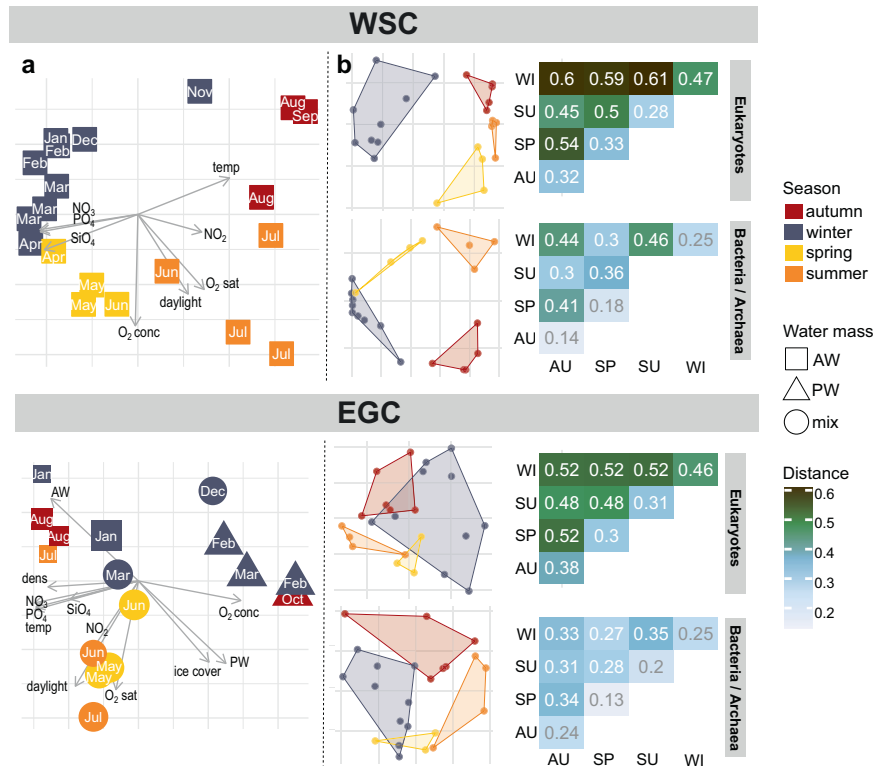 WSC
a
Nov
Aug
Sep
Jan
Feb
Dec
Feb
Mar
Mar
Mar
Apr
Apr
temp
NO3
PO4
SiO4
Aug
NO2
Jul
Jun
O2 sat
daylight
May
May
Jun
O2 conc
Jul
Jul
b
WI 0.6 0.59 0.61 0.47
SU 0.45 0.5 0.28
SP 0.54 0.33
AU 0.32
Eukaryotes
WI 0.44 0.3 0.46 0.25
SU 0.3 0.36
SP 0.41 0.18
AU 0.14
AU SP SU WI
Bacteria / Archaea
Season
autumn
winter
spring
summer
Water mass
AW
PW
mix
Distance
0.6
0.5
0.4
0.3
0.2
EGC
Jan
AW
Dec
Aug
Aug
Jan
Jul
Feb
Mar
Mar
Feb
Oct
dens
NO3
PO4
SiO4
temp
Jun
O2 conc
NO2
Jun
May
May
ice cover
PW
daylight
O2 sat
Jul
WI 0.52 0.52 0.52 0.46
SU 0.48 0.48 0.31
SP 0.52 0.3
AU 0.38
Eukaryotes
WI 0.33 0.27 0.35 0.25
SU 0.31 0.28 0.2
SP 0.34 0.13
AU 0.24
AU SP SU WI
Bacteria / Archaea